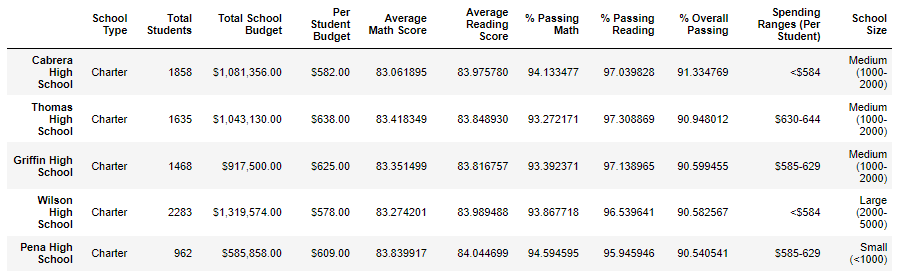 School Type Total Students Total School Budget Per Student Budget Average Math Score Average Reading Score % Passing Math % Passing Reading % Overall Passing Spending Ranges (Per Student) School Size
Cabrera High School Charter 1858 $1,081,356.00 $582.00 83.061895 83.975780 94.133477 97.039828 91.334769 <$584 Medium (1000-2000)
Thomas High School Charter 1635 $1,043,130.00 $638.00 83.418349 83.848930 93.272171 97.308869 90.948012 $630-644 Medium (1000-2000)
Griffin High School Charter 1468 $917,500.00 $625.00 83.351499 83.816757 93.392371 97.138965 90.599455 $585-629 Medium (1000-2000)
Wilson High School Charter 2283 $1,319,574.00 $578.00 83.274201 83.989488 93.867718 96.539641 90.582567 <$584 Large (2000-5000)
Pena High School Charter 962 $585,858.00 $609.00 83.839917 84.044699 94.594595 95.945946 90.540541 $585-629 Small (<1000)